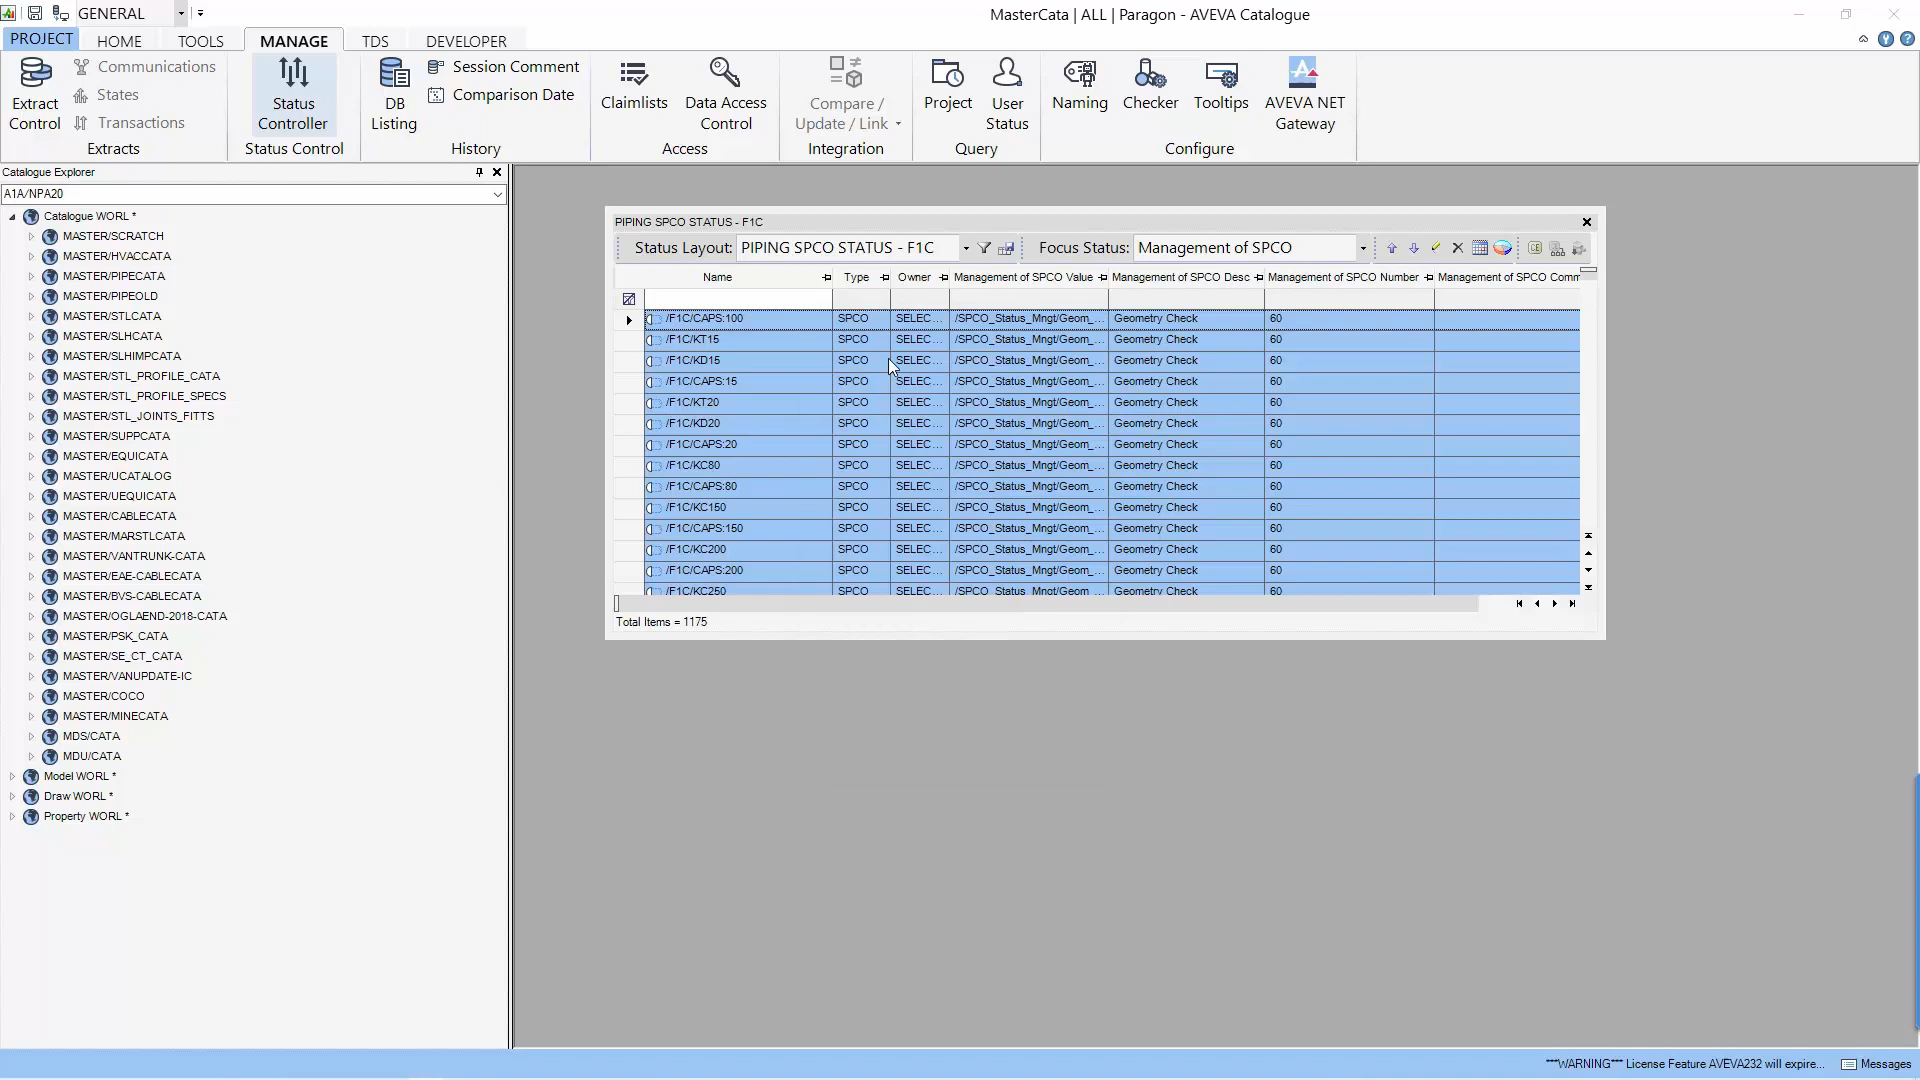 GENERAL
MasterCata | ALL | Paragon - AVEVA Catalogue
PROJECT HOME TOOLS MANAGE TDS DEVELOPER
Extract Control
Communications
States
Transactions
Extracts
Status Controller
Status Control
DB Listing
Session Comment
Comparison Date
History
Claimlists
Data Access Control
Access
Compare / Update / Link
Integration
Project
User Status
Query
Naming
Checker
Tooltips
AVEVA NET Gateway
Configure
Catalogue Explorer
A1A/NPA20
Catalogue WORL *
MASTER/SCRATCH
MASTER/HVACCATA
MASTER/PIPECATA
MASTER/PIPEOLD
MASTER/STLCATA
MASTER/SLHCATA
MASTER/SLHIMPCATA
MASTER/STL_PROFILE_CATA
MASTER/STL_PROFILE_SPECS
MASTER/STL_JOINTS_FITTS
MASTER/SUPPCATA
MASTER/EQUICATA
MASTER/UCATALOG
MASTER/UEQUICATA
MASTER/CABLECATA
MASTER/MARSTLCATA
MASTER/VANTRUNK-CATA
MASTER/EAE-CABLECATA
MASTER/BVS-CABLECATA
MASTER/OGLAEND-2018-CATA
MASTER/PSK_CATA
MASTER/SE_CT_CATA
MASTER/VANUPDATE-IC
MASTER/COCO
MASTER/MINECATA
MDS/CATA
MDU/CATA
Model WORL *
Draw WORL *
Property WORL *
PIPING SPCO STATUS - F1C
Status Layout: PIPING SPCO STATUS - F1C Focus Status: Management of SPCO
Name Type Owner Management of SPCO Value Management of SPCO Desc Management of SPCO Number Management of SPCO Comm
/F1C/CAPS:100 SPCO SELEC... /SPCO_Status_Mngt/Geom_... Geometry Check 60
/F1C/KT15 SPCO SELEC... /SPCO_Status_Mngt/Geom_... Geometry Check 60
/F1C/KD15 SPCO SELEC... /SPCO_Status_Mngt/Geom_... Geometry Check 60
/F1C/CAPS:15 SPCO SELEC... /SPCO_Status_Mngt/Geom_... Geometry Check 60
/F1C/KT20 SPCO SELEC... /SPCO_Status_Mngt/Geom_... Geometry Check 60
/F1C/KD20 SPCO SELEC... /SPCO_Status_Mngt/Geom_... Geometry Check 60
/F1C/CAPS:20 SPCO SELEC... /SPCO_Status_Mngt/Geom_... Geometry Check 60
/F1C/KC80 SPCO SELEC... /SPCO_Status_Mngt/Geom_... Geometry Check 60
/F1C/CAPS:80 SPCO SELEC... /SPCO_Status_Mngt/Geom_... Geometry Check 60
/F1C/KC150 SPCO SELEC... /SPCO_Status_Mngt/Geom_... Geometry Check 60
/F1C/CAPS:150 SPCO SELEC... /SPCO_Status_Mngt/Geom_... Geometry Check 60
/F1C/KC200 SPCO SELEC... /SPCO_Status_Mngt/Geom_... Geometry Check 60
/F1C/CAPS:200 SPCO SELEC... /SPCO_Status_Mngt/Geom_... Geometry Check 60
/F1C/KC250 SPCO SELEC... /SPCO_Status_Mngt/Geom_... Geometry Check 60
Total Items = 1175
***WARNING*** License Feature AVEVA232 will expire... Messages